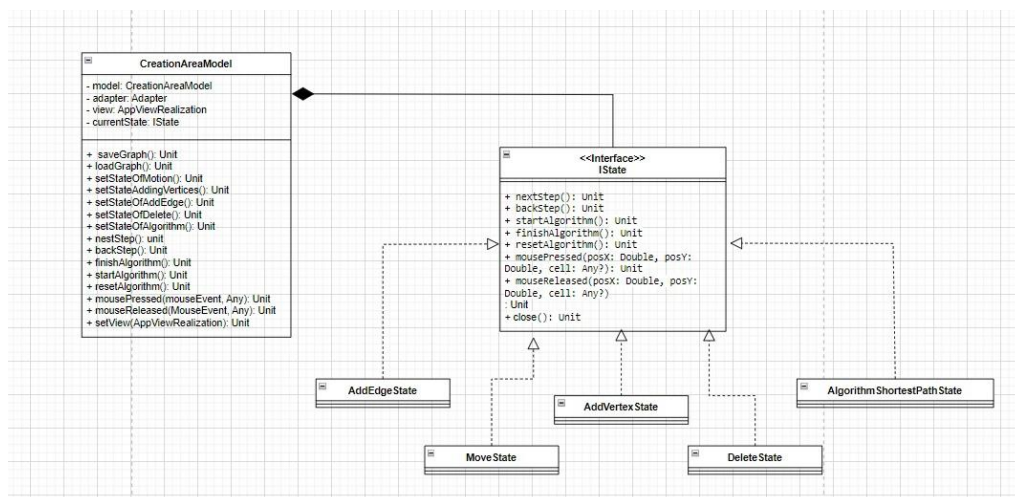 CreationAreaModel
- model: CreationAreaModel
- adapter: Adapter
- view: AppViewRealization
- currentState: IState
+ saveGraph(): Unit
+ loadGraph(): Unit
+ setStateOfMotion(): Unit
+ setStateAddingVertices(): Unit
+ setStateOfAddEdge(): Unit
+ setStateOfDelete(): Unit
+ setStateOfAlgorithm(): Unit
+ nestStep(): unit
+ backStep(): Unit
+ finishAlgorithm(): Unit
+ startAlgorithm(): Unit
+ resetAlgorithm(): Unit
+ mousePressed(mouseEvent, Any): Unit
+ mouseReleased(MouseEvent, Any): Unit
+ setView(AppViewRealization): Unit
<<Interface>>
IState
+ nextStep(): Unit
+ backStep(): Unit
+ startAlgorithm(): Unit
+ finishAlgorithm(): Unit
+ resetAlgorithm(): Unit
+ mousePressed(posX: Double, posY:
Double, cell: Any?): Unit
+ mouseReleased(posX: Double, posY:
Double, cell: Any?)
: Unit
+ close(): Unit
AddEdgeState
AddVertexState
AlgorithmShortestPathState
MoveState
DeleteState